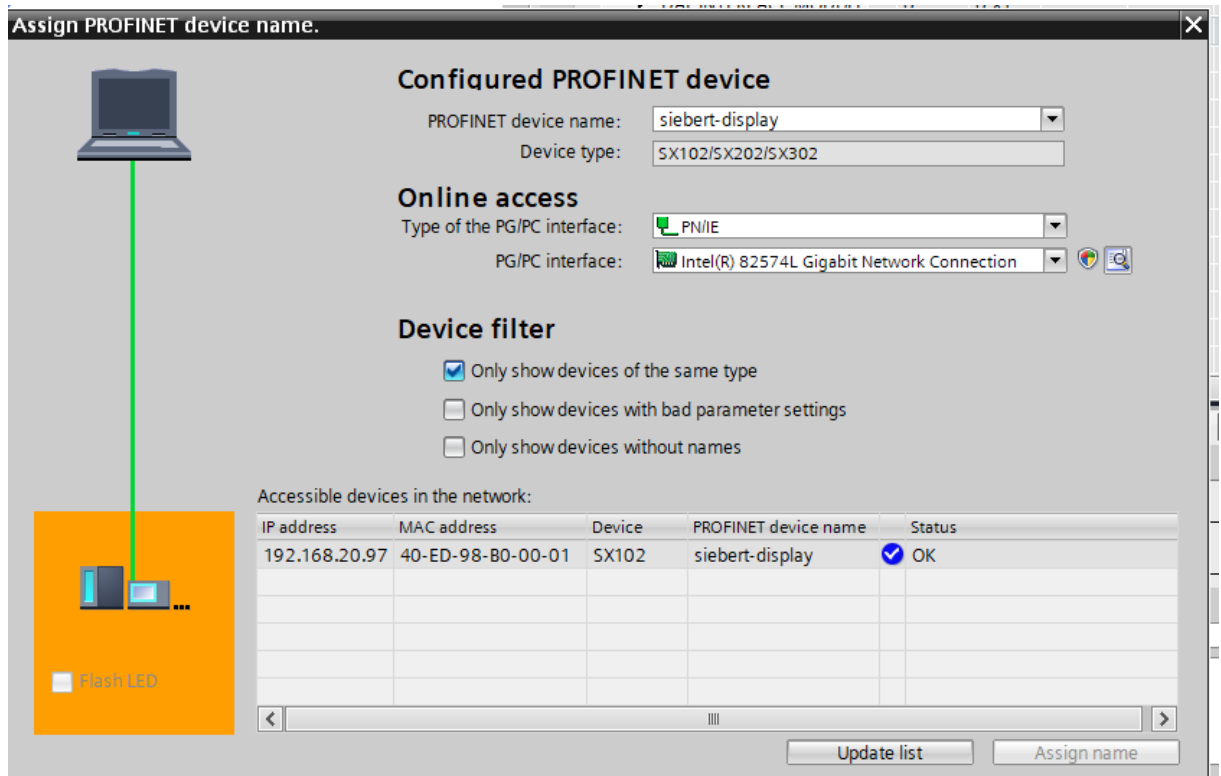 Assign PROFINET device name.
Configured PROFINET device
PROFINET device name: siebert-display
Device type: SX102/SX202/SX302
Online access
Type of the PG/PC interface: PN/IE
PG/PC interface: Intel(R) 82574L Gigabit Network Connection
Device filter
Only show devices of the same type
Only show devices with bad parameter settings
Only show devices without names
Accessible devices in the network:
IP address MAC address Device PROFINET device name Status
192.168.20.97 40-ED-98-B0-00-01 SX102 siebert-display OK
Flash LED
Update list Assign name